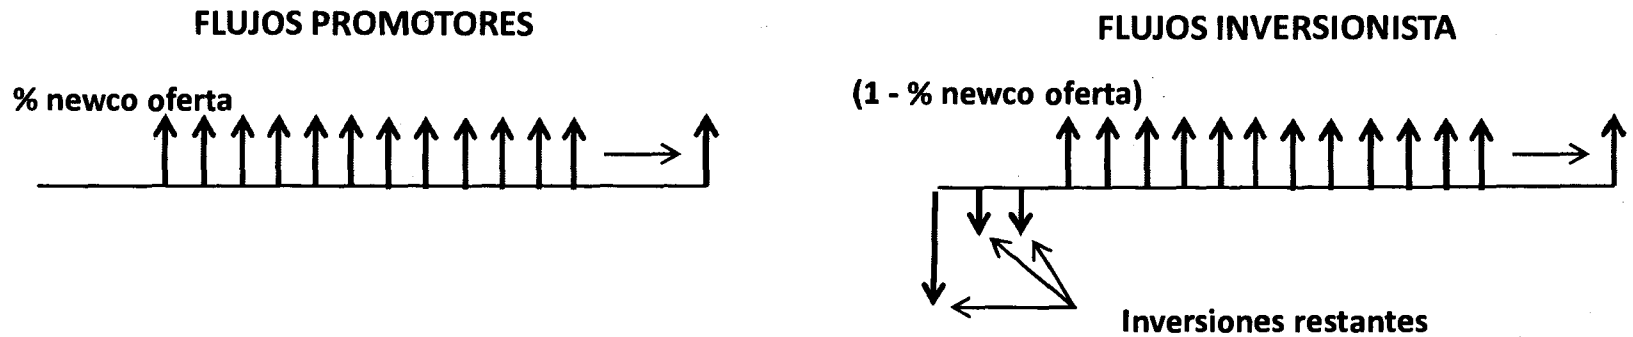 FLUJOS PROMOTORES
% newco oferta
FLUJOS INVERSIONISTA
(1 - % newco oferta)
Inversiones restantes